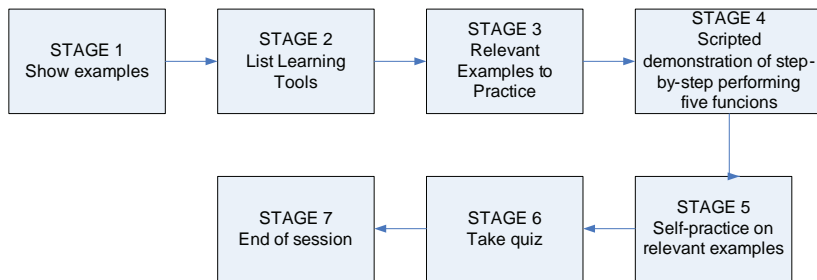 STAGE 1
Show examples
STAGE 2
List Learning
Tools
STAGE 3
Relevant
Examples to
Practice
STAGE 4
Scripted
demonstration of step-
by-step performing
five funcions
STAGE 5
Self-practice on
relevant examples
STAGE 6
Take quiz
STAGE 7
End of session